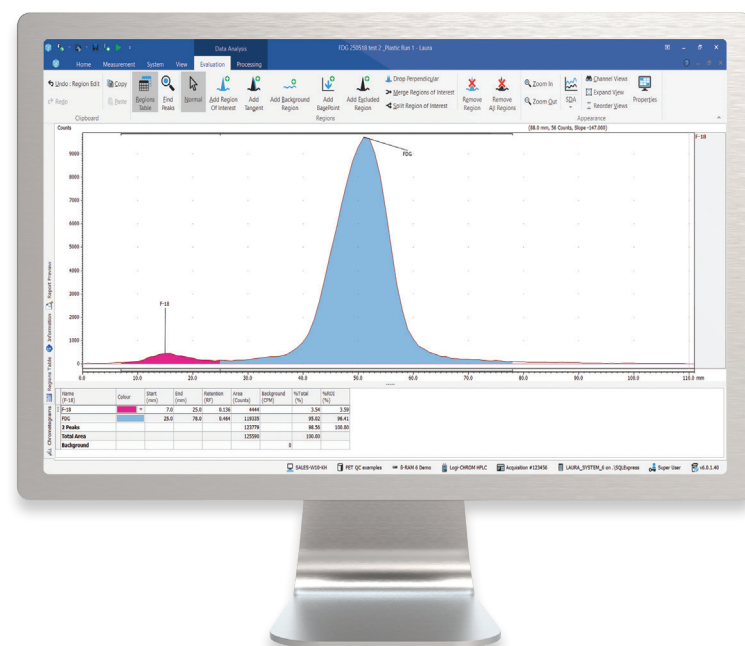 Data Analysis
FDG 250518 test 2 _Plastic Run 1 - Laura
Home Measurement System View Evaluation Processing
Undo : Region Edit
Redo
Copy
Paste
Clipboard
Regions Table
Find Peaks
Normal
Add Region Of Interest
Add Tangent
Add Background Region
Add BasePoint
Add Excluded Region
Drop Perpendicular
Merge Regions of Interest
Split Region of Interest
Regions
Remove Region
Remove All Regions
Zoom In
Zoom Out
SDA
Channel Views
Expand View
Reorder Views
Properties
Appearance
Counts
(88.0 mm, 56 Counts, Slope -147.000)
F-18
FDG
9000
8000
7000
6000
5000
4000
3000
2000
1000
0
F-18
0.0 10.0 20.0 30.0 40.0 50.0 60.0 70.0 80.0 90.0 100.0 110.0 mm
Report Preview
Information
Regions Table
Chromatograms
Name (F-18) Colour Start (mm) End (mm) Retention (RF) Area (Counts) Background (CPM) %Total (%) %ROI (%)
F-18 7.0 25.0 0.136 4444 3.54 3.59
FDG 25.0 78.0 0.464 119335 95.02 96.41
2 Peaks 123779 98.56 100.00
Total Area 125590 100.00
Background 0
SALES-W10-KH PET QC examples 0-RAM 6 Demo Logi-CHROM HPLC Acquisition #123456 LAURA_SYSTEM_6 on .\SQLExpress Super User v6.0.1.40